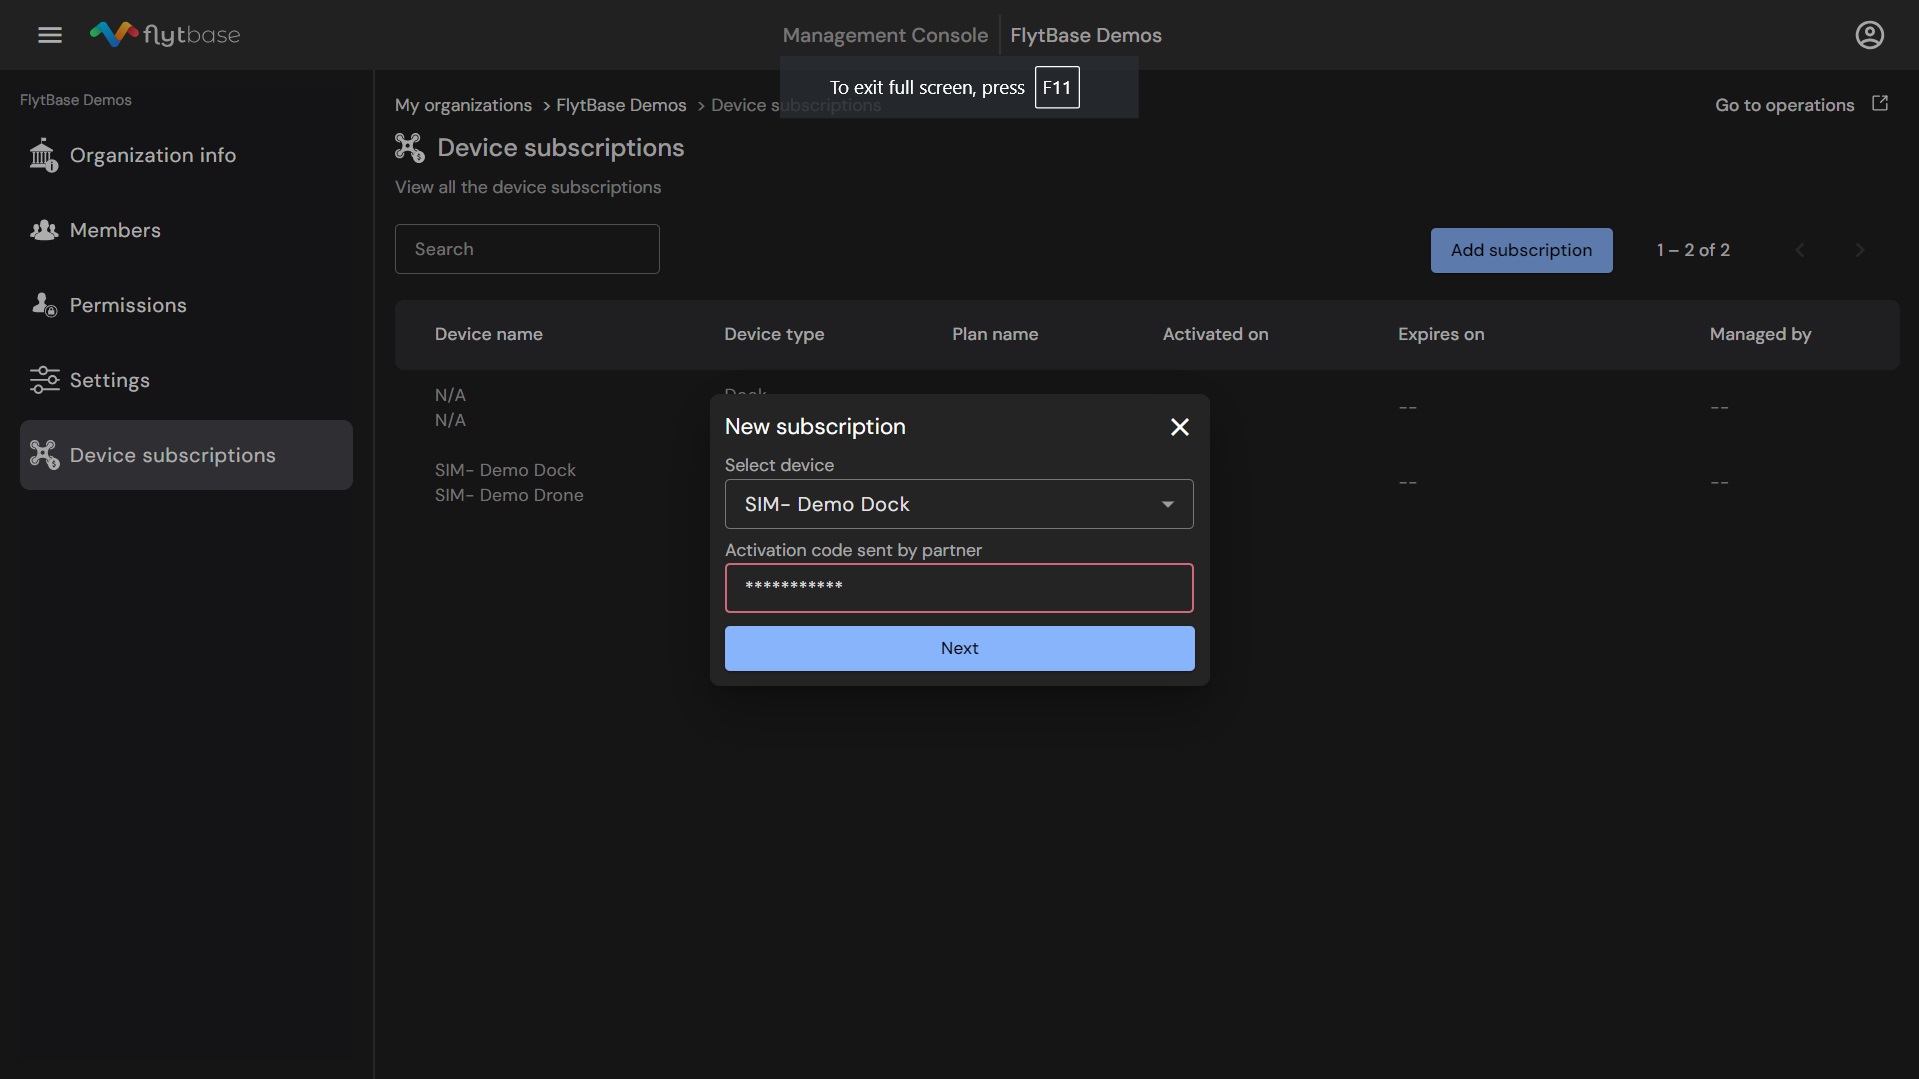 flytbase
Management Console
FlytBase Demos
To exit full screen, press F11
FlytBase Demos
Organization info
Members
Permissions
Settings
Device subscriptions
My organizations > FlytBase Demos > Device subscriptions
Go to operations
Device subscriptions
View all the device subscriptions
Search
Add subscription
1 – 2 of 2
Device name Device type Plan name Activated on Expires on Managed by
N/A Dock -- --
N/A
SIM- Demo Dock -- --
SIM- Demo Drone
New subscription
Select device
SIM- Demo Dock
Activation code sent by partner
***********
Next